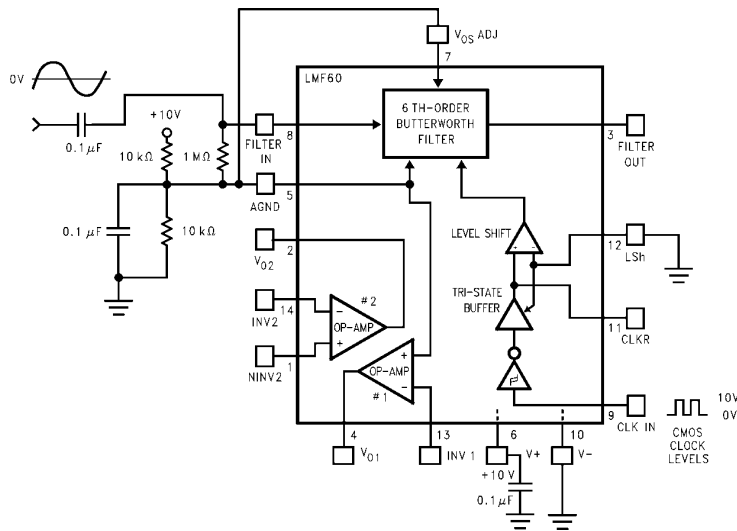 V_OS ADJ
7
LMF60
0V
6 TH-ORDER
BUTTERWORTH
FILTER
+10V
0.1 μF
10 kΩ
1 MΩ
FILTER
IN
8
3
FILTER
OUT
AGND
5
0.1 μF
10 kΩ
LEVEL SHIFT
+ -
12
LSh
V_O2
2
#2
TRI-STATE
BUFFER
INV2
14
−
OP-AMP
+
11
CLKR
NINV2
1
+
OP-AMP
−
#1
9
CLK IN
10V
0V
CMOS
CLOCK
LEVELS
4
V_O1
13
INV 1
6
V+
10
V-
+10 V
0.1 μF